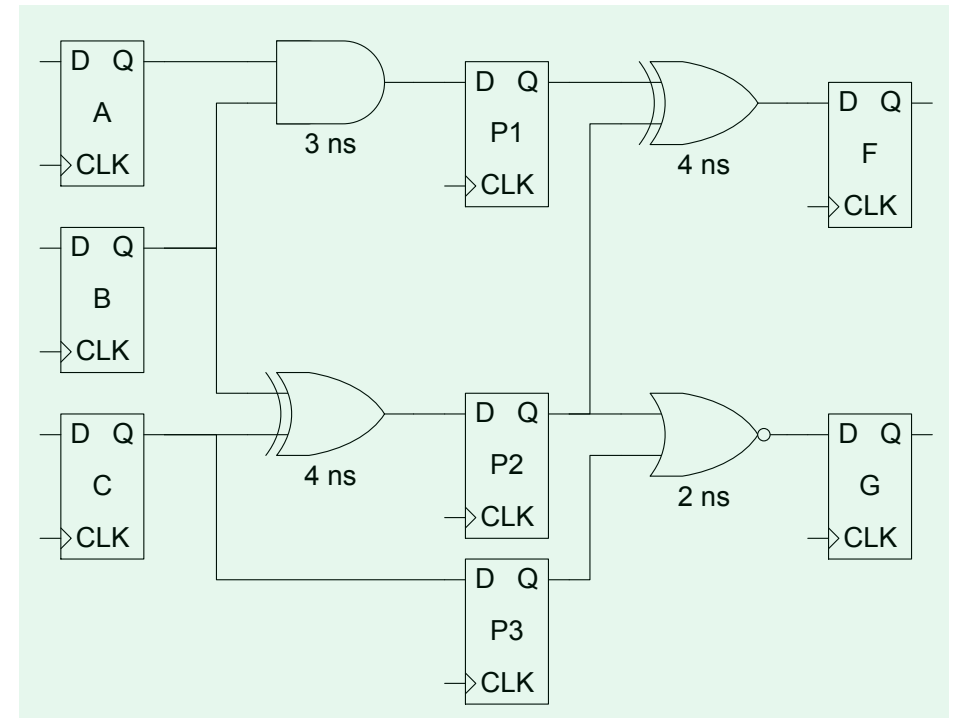 D Q
A
CLK
3 ns
D Q
P1
CLK
4 ns
D Q
F
CLK
D Q
B
CLK
D Q
C
CLK
4 ns
D Q
P2
CLK
2 ns
D Q
G
CLK
D Q
P3
CLK